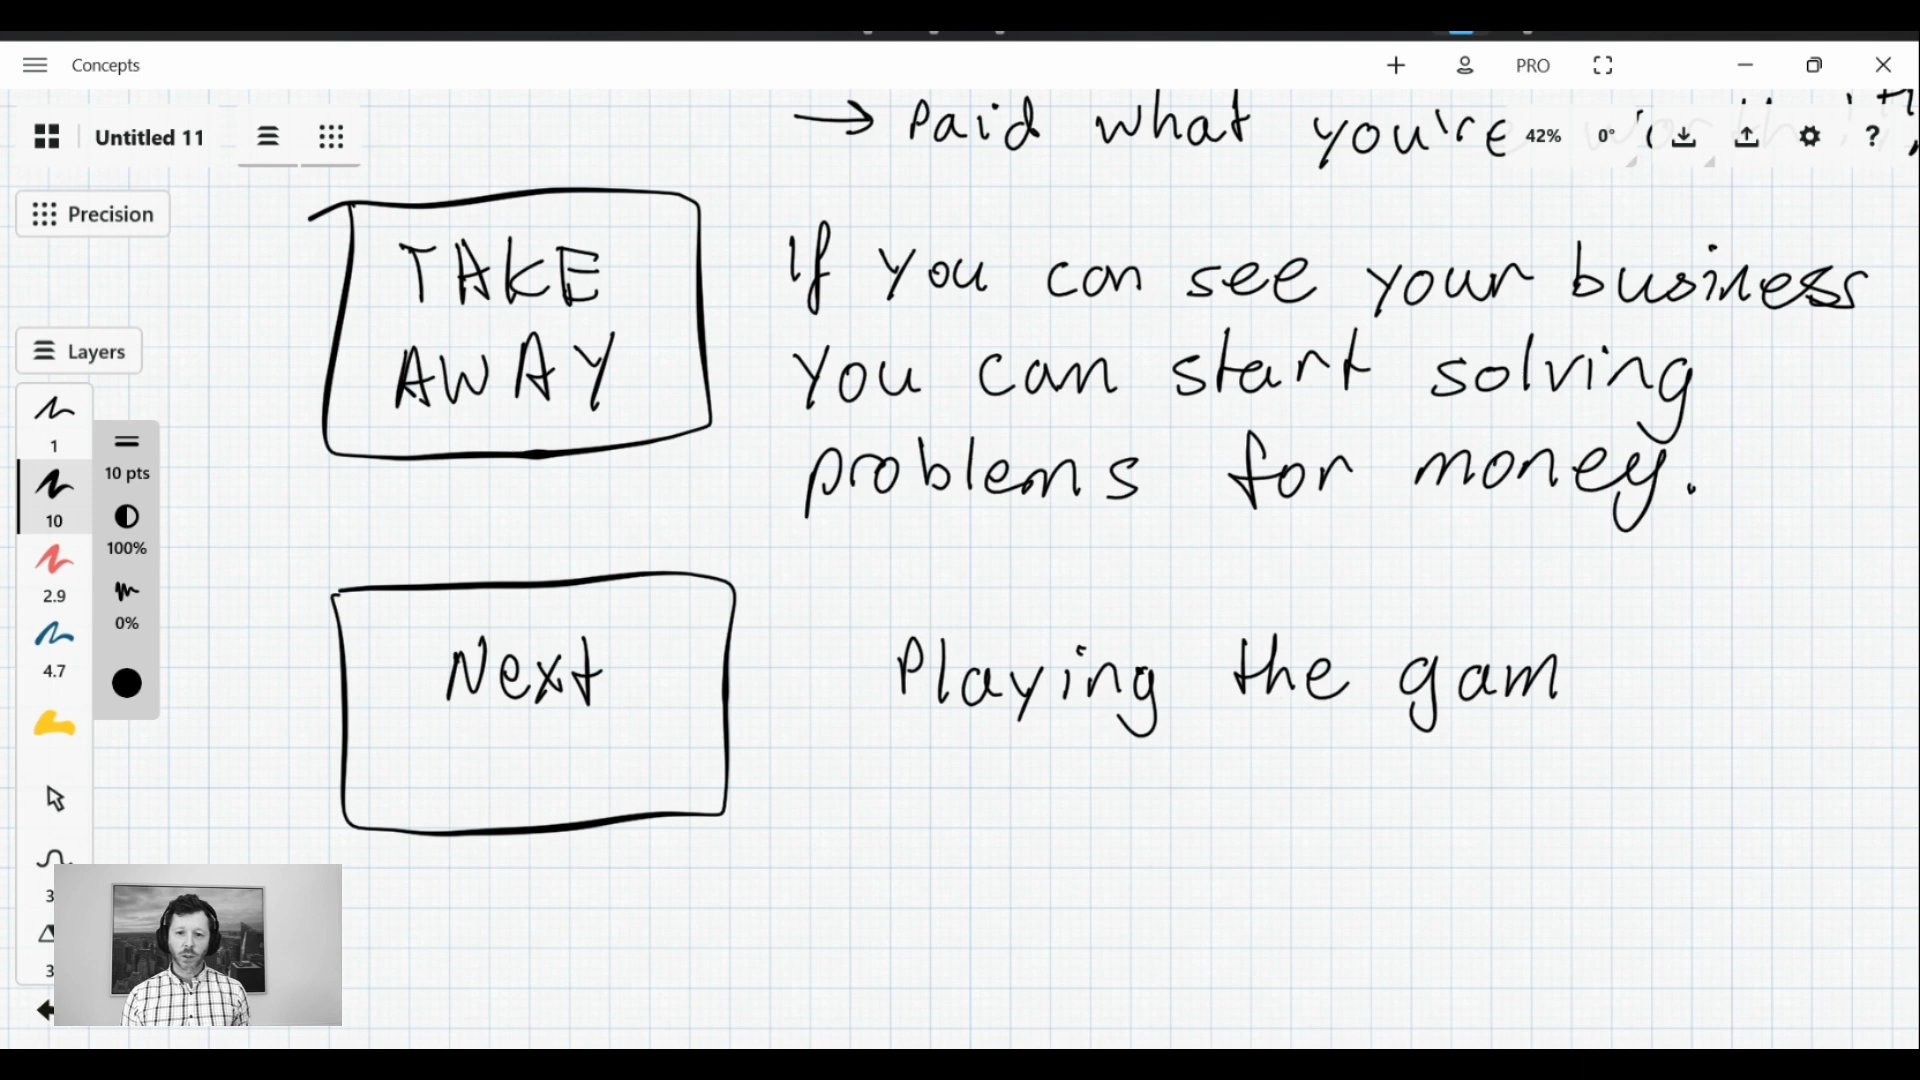 Concepts
PRO
→ Paid what you're
42%
0°
Untitled 11
Precision
TAKE
AWAY
If you can see your business
you can start solving
problems for money.
Layers
1
10 pts
10
100%
2.9
0%
4.7
Next
Playing the gam
3
3